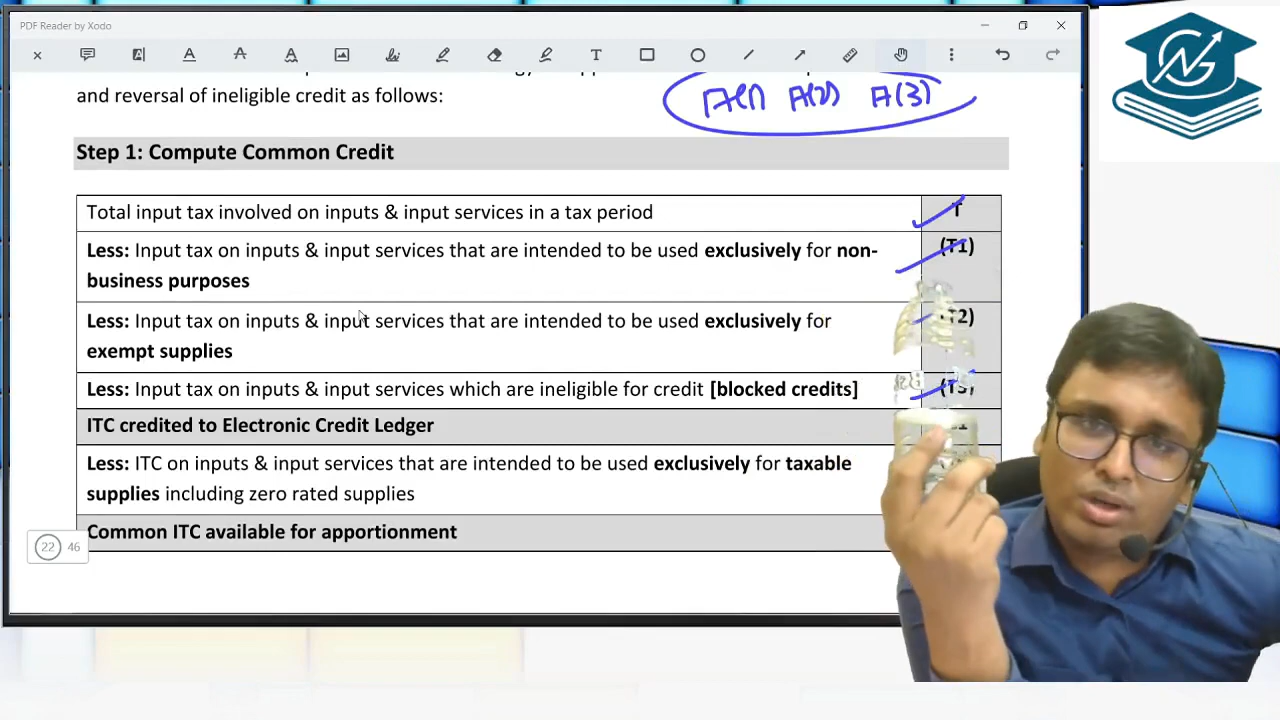 PDF Reader by Xodo
and reversal of ineligible credit as follows:
A(1) A(2) A(3)
Step 1: Compute Common Credit
Total input tax involved on inputs & input services in a tax period T
Less: Input tax on inputs & input services that are intended to be used exclusively for non- (T1)
business purposes
Less: Input tax on inputs & input services that are intended to be used exclusively for (T2)
exempt supplies
Less: Input tax on inputs & input services which are ineligible for credit [blocked credits] (T3)
ITC credited to Electronic Credit Ledger
Less: ITC on inputs & input services that are intended to be used exclusively for taxable
supplies including zero rated supplies
Common ITC available for apportionment
22 46